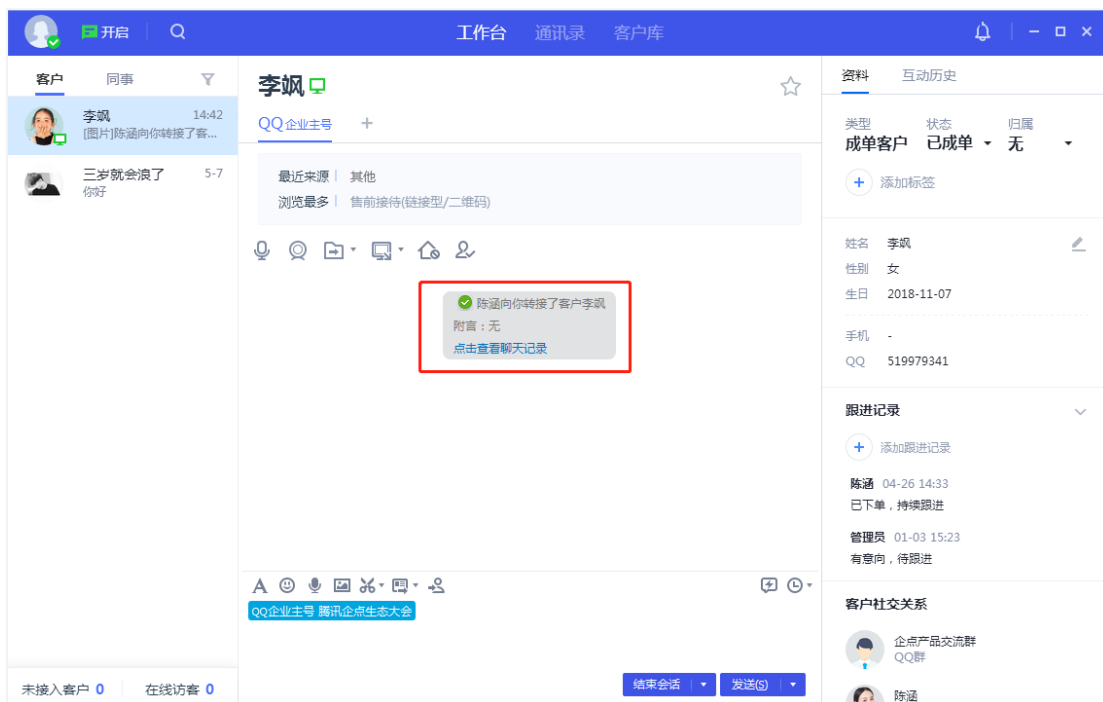 开启
工作台 通讯录 客户库
客户 同事
李飒 14:42
[图片]陈涵向你转接了客...
三岁就会浪了 5-7
你好
未接入客户 0 在线访客 0
李飒
QQ企业主号 +
最近来源 其他
浏览最多 售前接待(链接型/二维码)
陈涵向你转接了客户李飒
附言：无
点击查看聊天记录
QQ企业主号 腾讯企点生态大会
结束会话 发送(S)
资料 互动历史
类型 状态 归属
成单客户 已成单 无
添加标签
姓名 李飒
性别 女
生日 2018-11-07
手机 -
QQ 519979341
跟进记录
添加跟进记录
陈涵 04-26 14:33
已下单，持续跟进
管理员 01-03 15:23
有意向，待跟进
客户社交关系
企点产品交流群
QQ群
陈涵